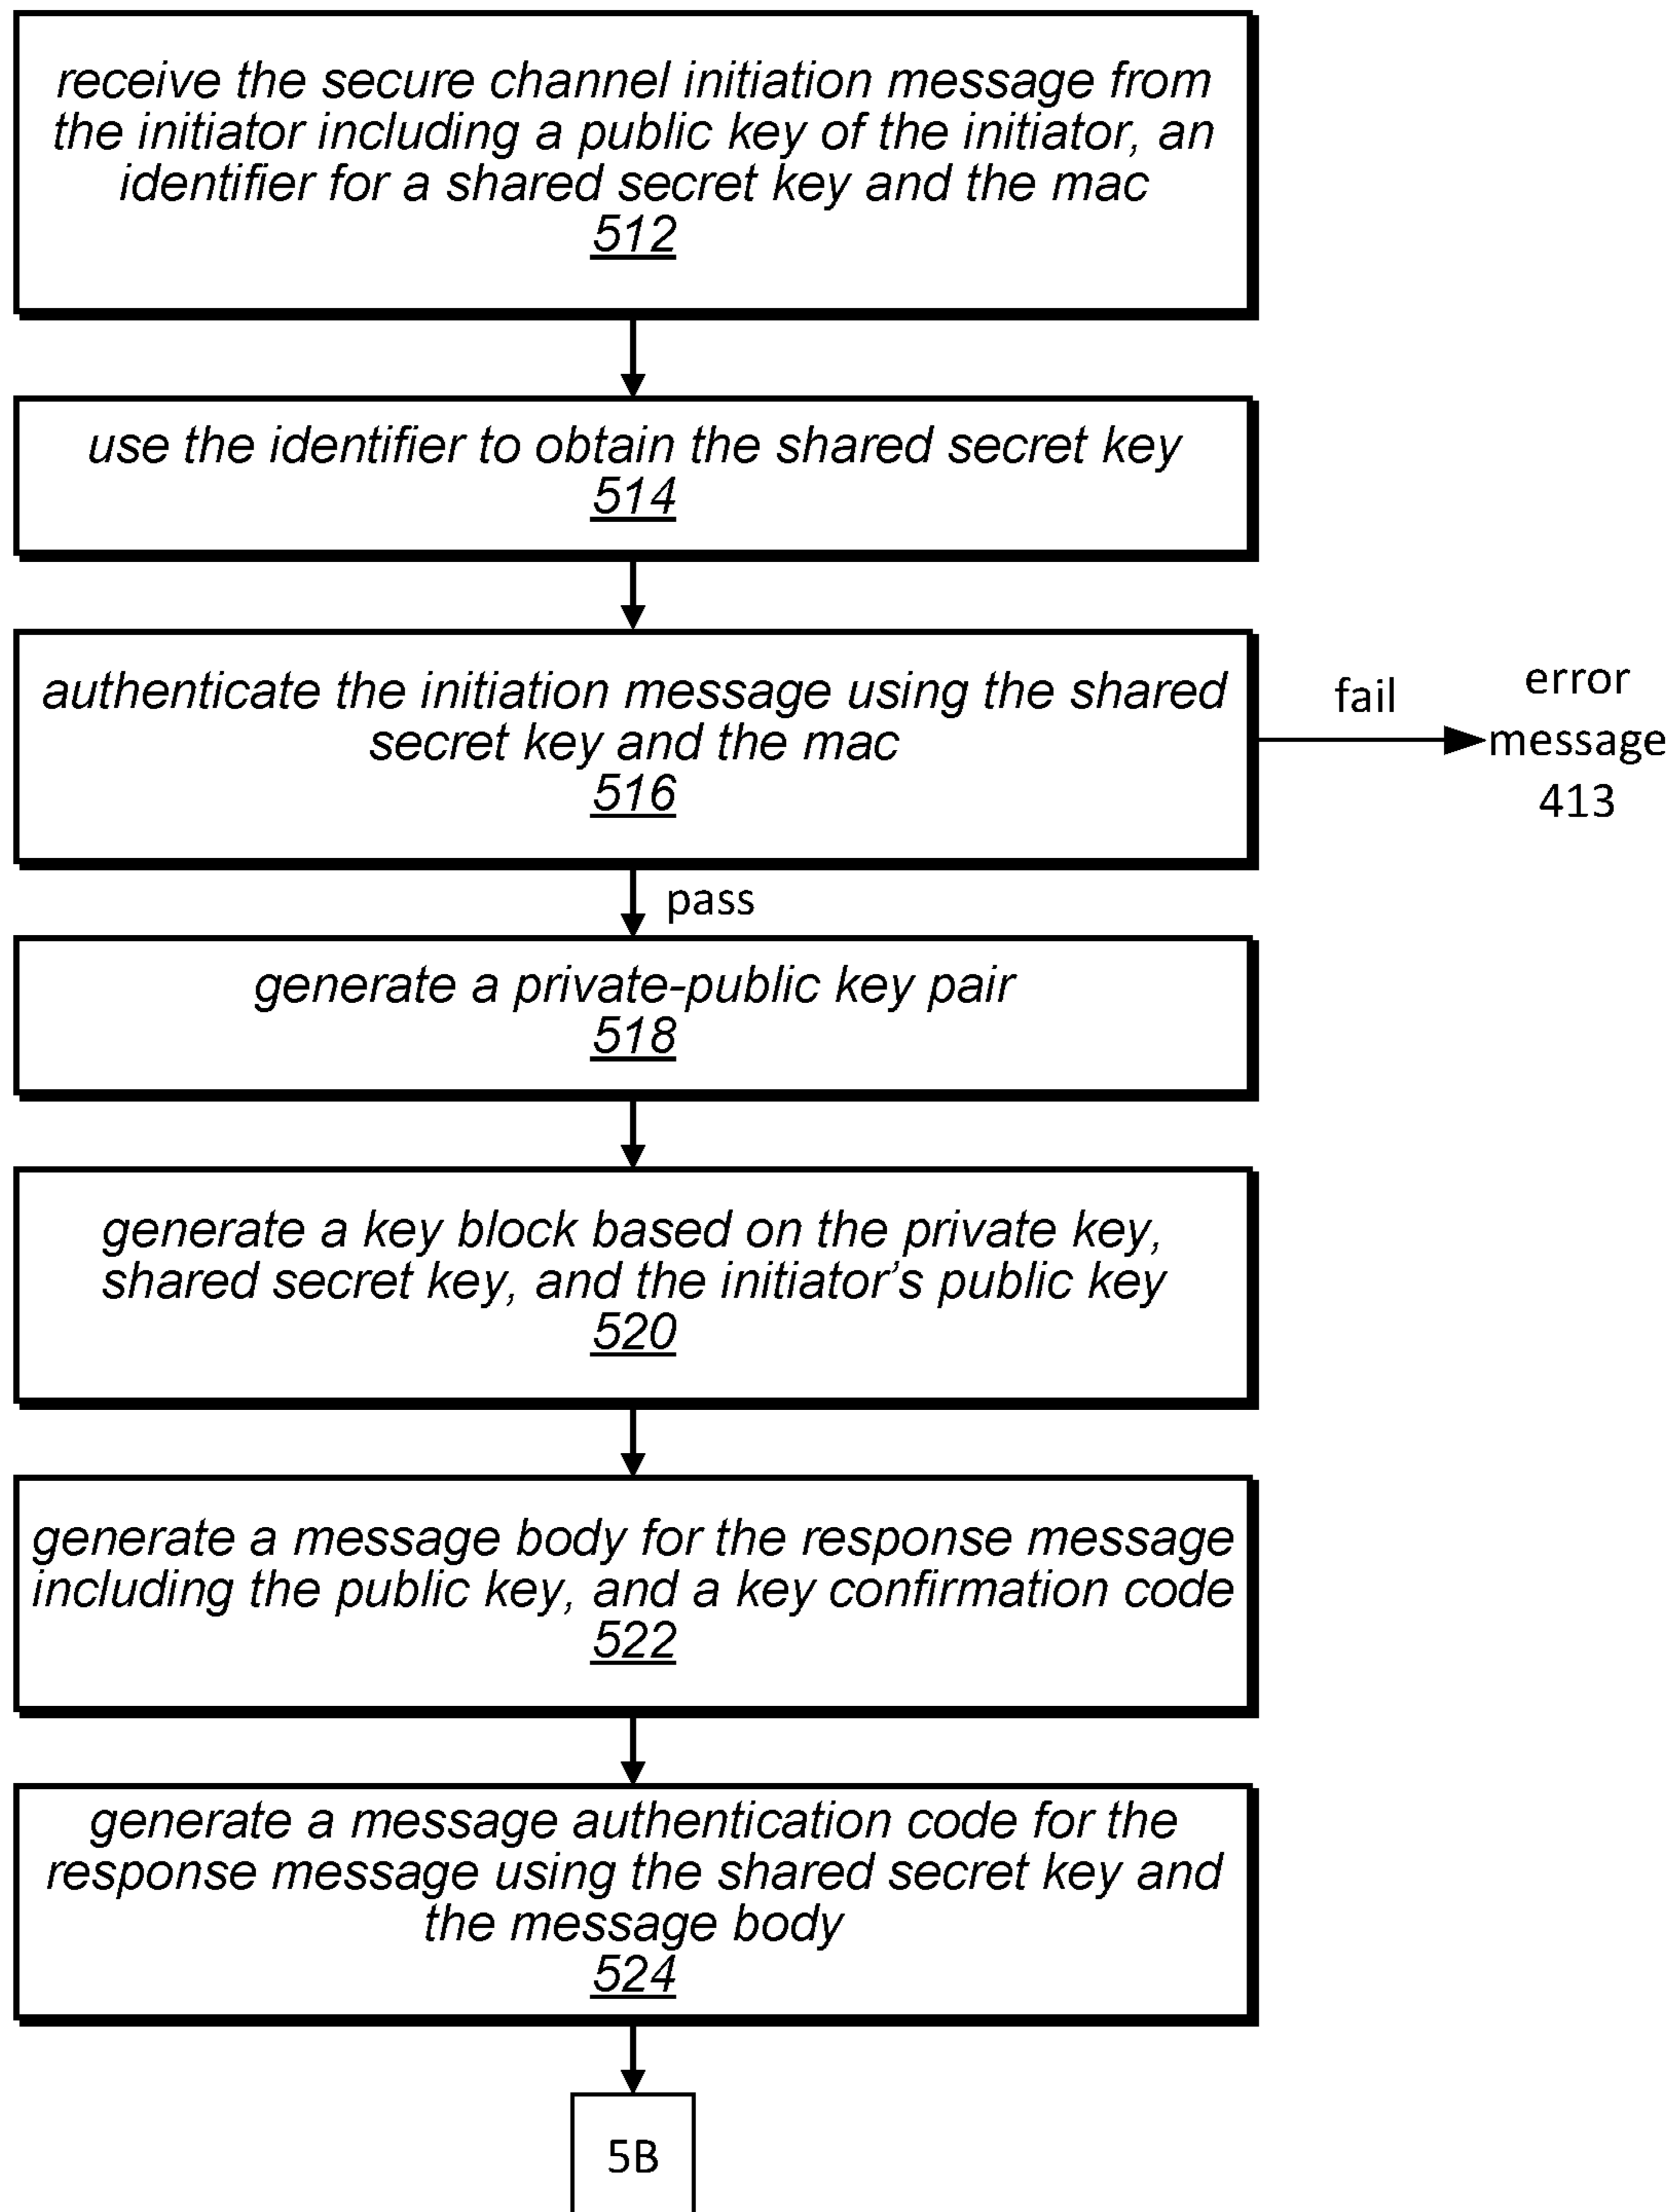 receive the secure channel initiation message from
the initiator including a public key of the initiator, an
identifier for a shared secret key and the mac
512
use the identifier to obtain the shared secret key
514
authenticate the initiation message using the shared
secret key and the mac
516
fail
error
message
413
pass
generate a private-public key pair
518
generate a key block based on the private key,
shared secret key, and the initiator's public key
520
generate a message body for the response message
including the public key, and a key confirmation code
522
generate a message authentication code for the
response message using the shared secret key and
the message body
524
5B